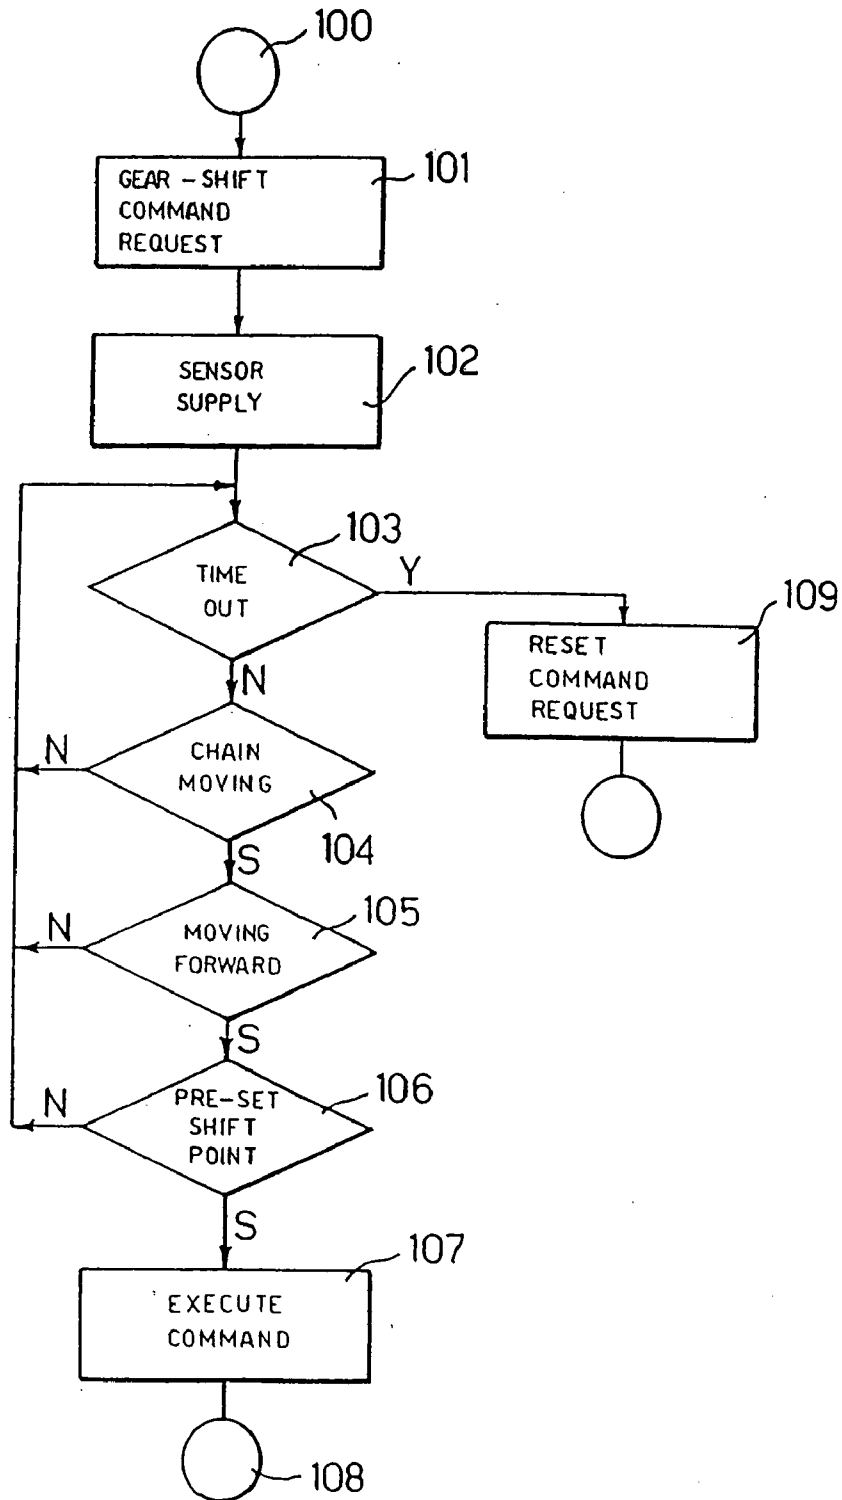 100
GEAR-SHIFT
COMMAND
REQUEST
101
SENSOR
SUPPLY
102
TIME
OUT
103
Y
N
RESET
COMMAND
REQUEST
109
CHAIN
MOVING
104
N
S
MOVING
FORWARD
105
N
S
PRE-SET
SHIFT
POINT
106
N
S
EXECUTE
COMMAND
107
108